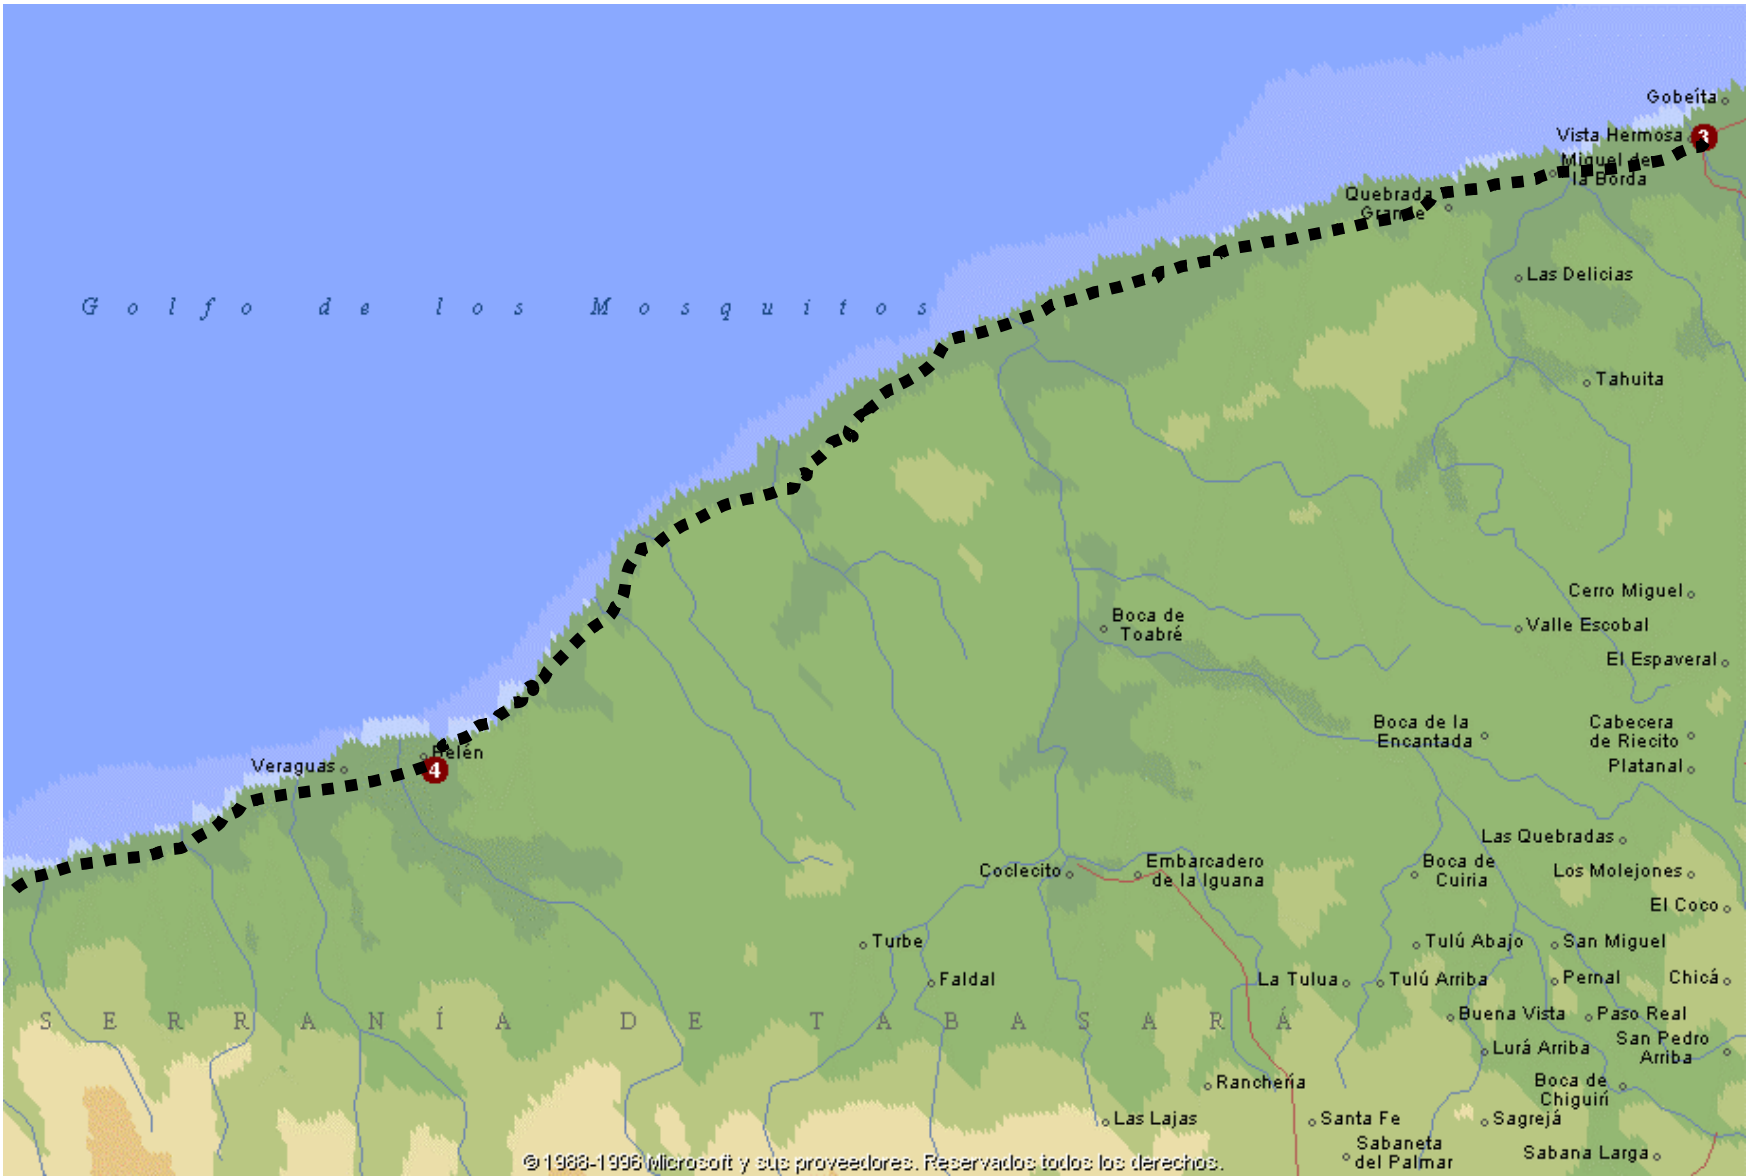 Gobeíta
Vista Hermosa
3
Miguel de
la Borda
Quebrada
Grande
Las Delicias
Golfo de los Mosquitos
Tahuita
Cerro Miguel
Boca de
Toabré
Valle Escobal
El Espaveral
Boca de la
Encantada
Cabecera
de Riecito
Belén
Veraguas
4
Platanal
Las Quebradas
Coclecito
Embarcadero
de la Iguana
Boca de
Cuiria
Los Molejones
El Coco
Turbe
Tulú Abajo
San Miguel
Faldal
La Tulua
Tulú Arriba
Pernal
Chicá
SERRANÍA DE TABASARÁ
Buena Vista
Paso Real
Lurá Arriba
San Pedro
Arriba
Ranchería
Boca de
Chiguirí
Las Lajas
Santa Fe
Sagrejá
Sabaneta
del Palmar
Sabana Larga
© 1988-1996 Microsoft y sus proveedores. Reservados todos los derechos.